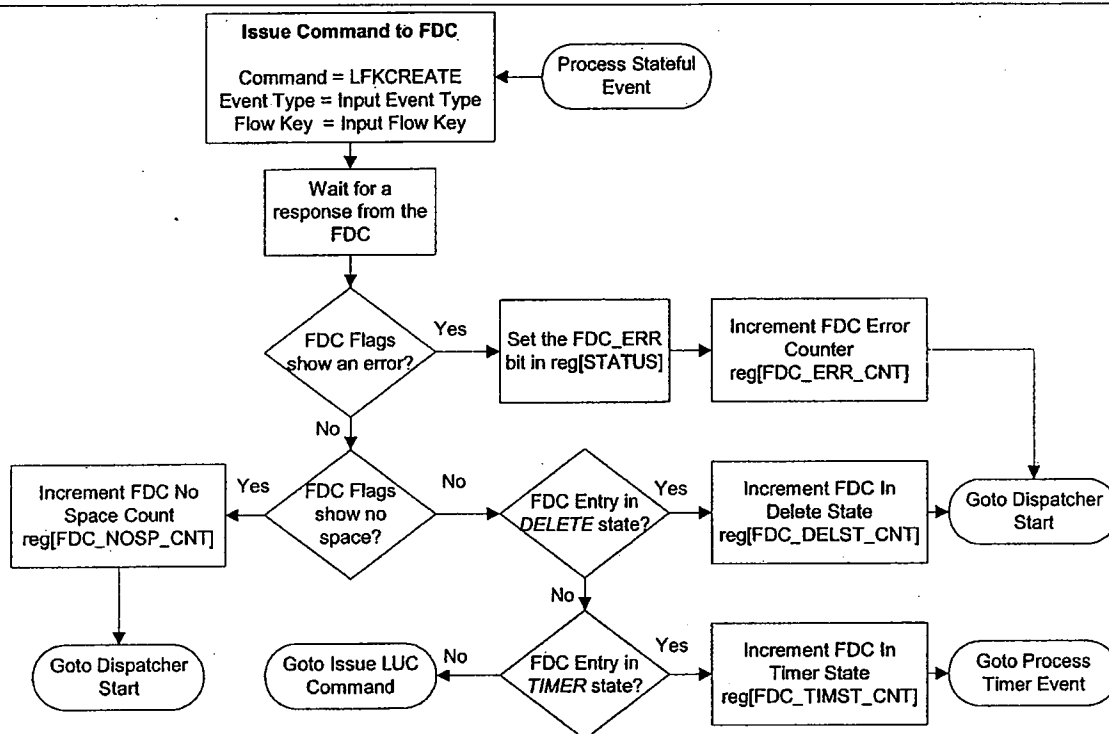 Issue Command to FDC
Command = LFKCREATE
Event Type = Input Event Type
Flow Key = Input Flow Key
Process Stateful
Event
Wait for a
response from the
FDC
FDC Flags
show an error?
Yes
No
Set the FDC_ERR
bit in reg[STATUS]
Increment FDC Error
Counter
reg[FDC_ERR_CNT]
Increment FDC No
Space Count
reg[FDC_NOSP_CNT]
Yes
FDC Flags
show no
space?
No
FDC Entry in
DELETE state?
Yes
No
Increment FDC In
Delete State
reg[FDC_DELST_CNT]
Goto Dispatcher
Start
Goto Dispatcher
Start
Goto Issue LUC
Command
No
FDC Entry in
TIMER state?
Yes
Increment FDC In
Timer State
reg[FDC_TIMST_CNT]
Goto Process
Timer Event